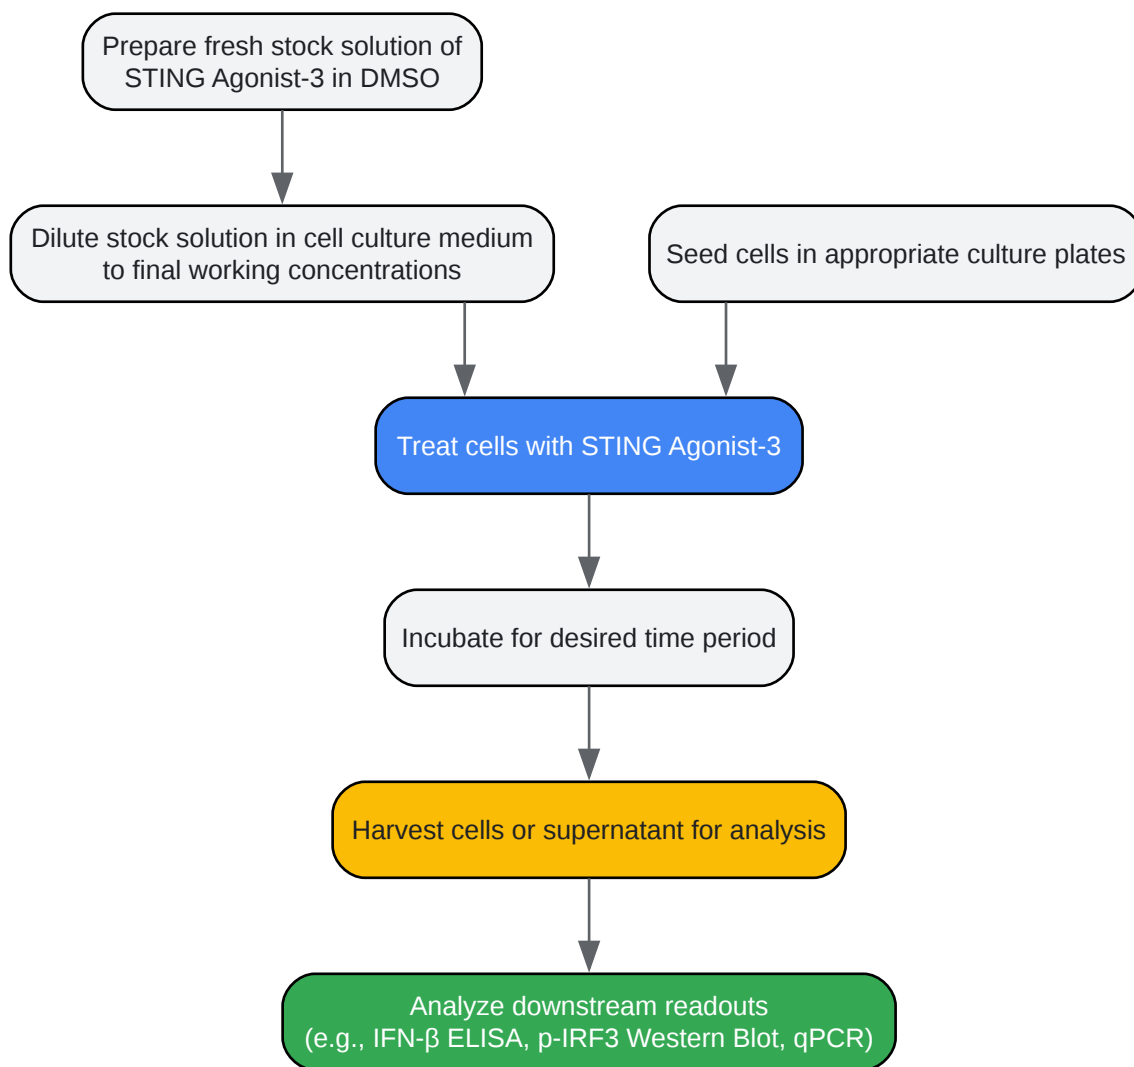 Prepare fresh stock solution of
STING Agonist-3 in DMSO
Dilute stock solution in cell culture medium
to final working concentrations
Seed cells in appropriate culture plates
Treat cells with STING Agonist-3
Incubate for desired time period
Harvest cells or supernatant for analysis
Analyze downstream readouts
(e.g., IFN-β ELISA, p-IRF3 Western Blot, qPCR)